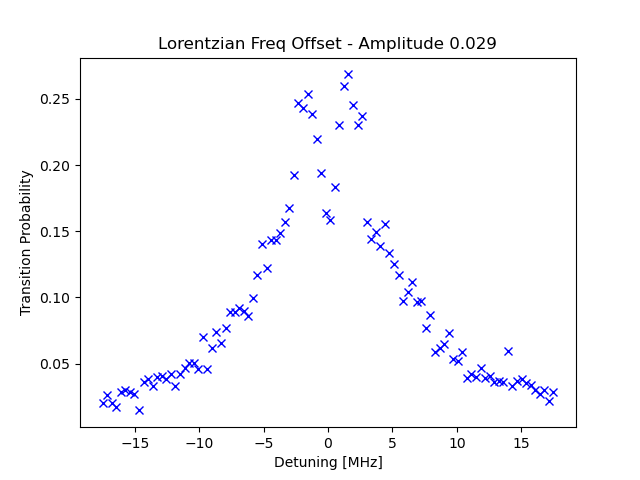 Lorentzian Freq Offset - Amplitude 0.029
Transition Probability
0.25
0.20
0.15
0.10
0.05
−15 −10 −5 0 5 10 15
Detuning [MHz]